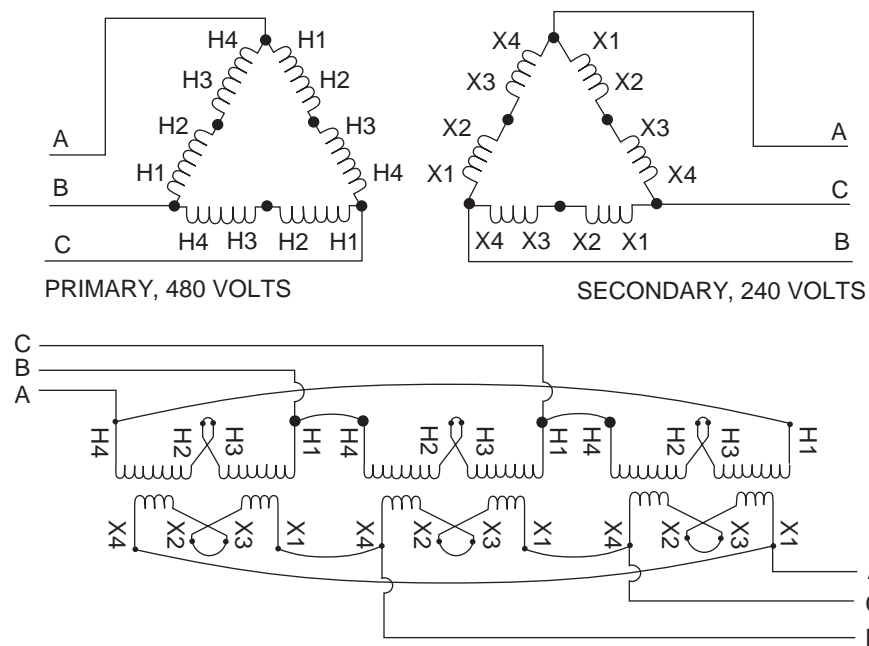 H4 H1
H3 H2
A
H2 H3
H1 H4
B
H4 H3 H2 H1
C
PRIMARY, 480 VOLTS
X4 X1
X3 X2
A
X2 X3
X1 X4
C
X4 X3 X2 X1
B
SECONDARY, 240 VOLTS
C
B
A
H4 H2 H3 H1 H4 H2 H3 H1 H4 H2 H3 H1
X4 X2 X3 X1 X4 X2 X3 X1 X4 X2 X3 X1